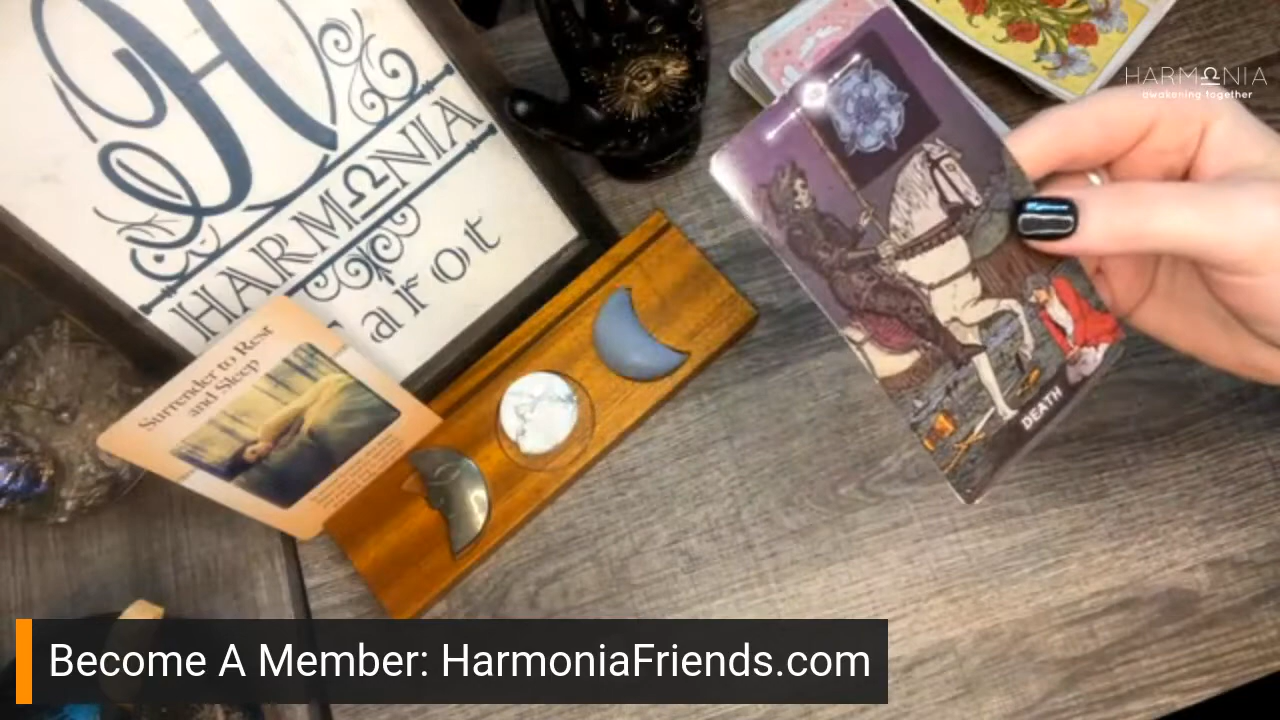 H
HARMΩNIA
Tarot
HARMΩNIA
awakening together
Surrender to Rest
and Sleep
DEATH
Become A Member: HarmoniaFriends.com